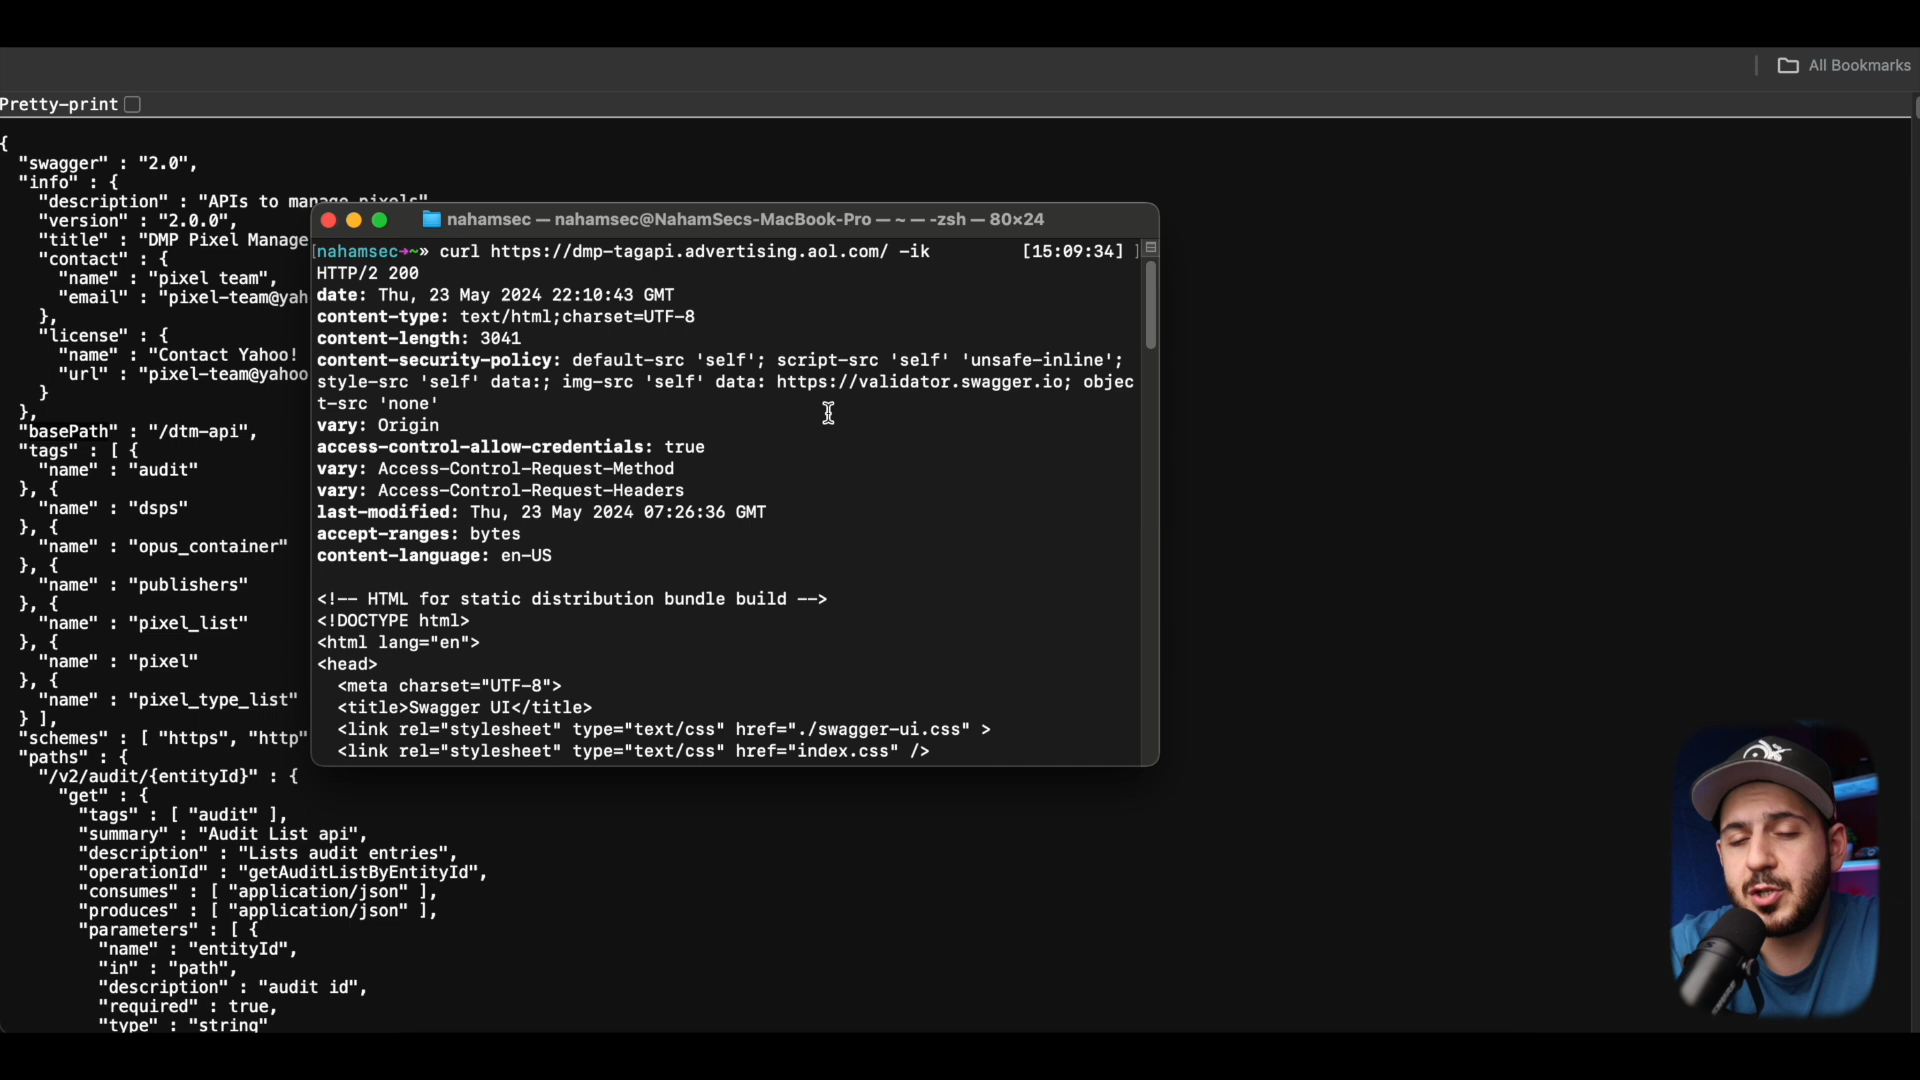 All Bookmarks
Pretty-print
{
"swagger" : "2.0",
"info" : {
"description" : "APIs to manage pixels"
"version" : "2.0.0",
"title" : "DMP Pixel Manage
"contact" : {
"name" : "pixel team",
"email" : "pixel-team@yah
},
"license" : {
"name" : "Contact Yahoo!
"url" : "pixel-team@yahoo
}
},
"basePath" : "/dtm-api",
"tags" : [ {
"name" : "audit"
}, {
"name" : "dsps"
}, {
"name" : "opus_container"
}, {
"name" : "publishers"
}, {
"name" : "pixel_list"
}, {
"name" : "pixel"
}, {
"name" : "pixel_type_list"
} ],
"schemes" : [ "https", "http"
"paths" : {
"/v2/audit/{entityId}" : {
"get" : {
"tags" : [ "audit" ],
"summary" : "Audit List api",
"description" : "Lists audit entries",
"operationId" : "getAuditListByEntityId",
"consumes" : [ "application/json" ],
"produces" : [ "application/json" ],
"parameters" : [ {
"name" : "entityId",
"in" : "path",
"description" : "audit id",
"required" : true,
"type" : "string"
nahamsec — nahamsec@NahamSecs-MacBook-Pro — ~ — -zsh — 80×24
[nahamsec→~» curl https://dmp-tagapi.advertising.aol.com/ -ik [15:09:34] ]
HTTP/2 200
date: Thu, 23 May 2024 22:10:43 GMT
content-type: text/html;charset=UTF-8
content-length: 3041
content-security-policy: default-src 'self'; script-src 'self' 'unsafe-inline';
style-src 'self' data:; img-src 'self' data: https://validator.swagger.io; objec
t-src 'none'
vary: Origin
access-control-allow-credentials: true
vary: Access-Control-Request-Method
vary: Access-Control-Request-Headers
last-modified: Thu, 23 May 2024 07:26:36 GMT
accept-ranges: bytes
content-language: en-US
<!-- HTML for static distribution bundle build -->
<!DOCTYPE html>
<html lang="en">
<head>
<meta charset="UTF-8">
<title>Swagger UI</title>
<link rel="stylesheet" type="text/css" href="./swagger-ui.css" >
<link rel="stylesheet" type="text/css" href="index.css" />